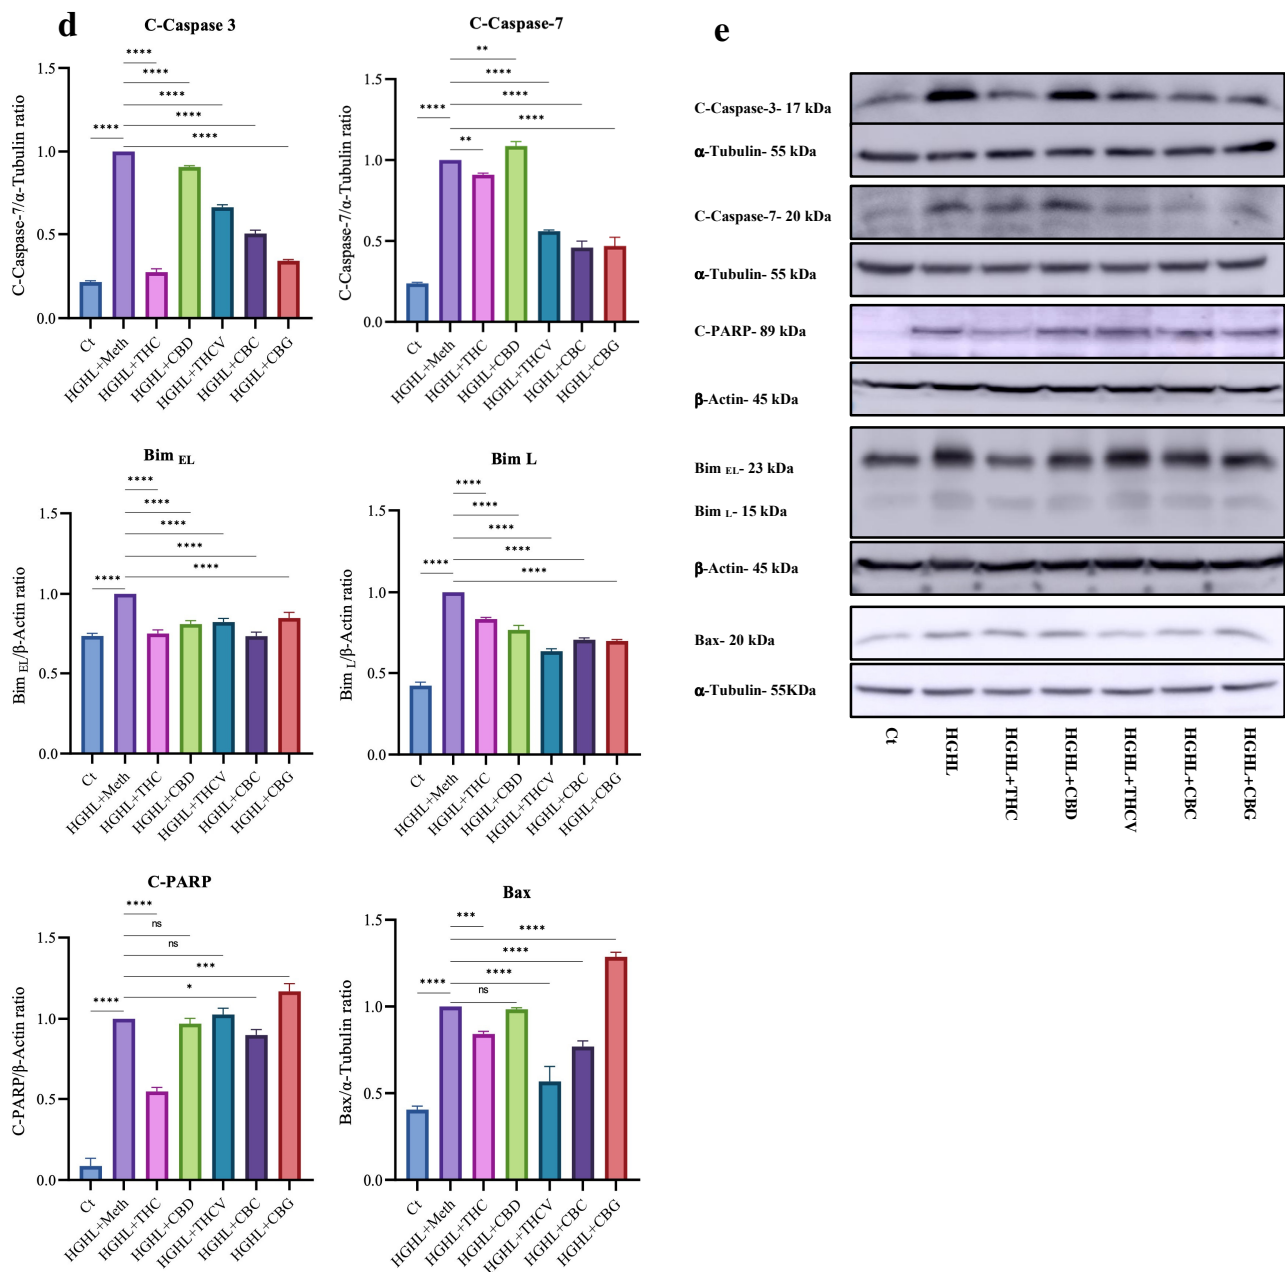 d
C-Caspase 3
C-Caspase-7/α-Tubulin ratio
1.5
1.0
0.5
0.0
****
****
****
****
****
****
Ct
HGHL+Meth
HGHL+THC
HGHL+CBD
HGHL+THCV
HGHL+CBC
HGHL+CBG
C-Caspase-7
C-Caspase-7/α-Tubulin ratio
1.5
1.0
0.5
0.0
**
****
****
****
****
**
Ct
HGHL+Meth
HGHL+THC
HGHL+CBD
HGHL+THCV
HGHL+CBC
HGHL+CBG
Bim EL
Bim EL/β-Actin ratio
1.5
1.0
0.5
0.0
****
****
****
****
****
****
Ct
HGHL+Meth
HGHL+THC
HGHL+CBD
HGHL+THCV
HGHL+CBC
HGHL+CBG
Bim L
Bim L/β-Actin ratio
1.5
1.0
0.5
0.0
****
****
****
****
****
****
Ct
HGHL+Meth
HGHL+THC
HGHL+CBD
HGHL+THCV
HGHL+CBC
HGHL+CBG
C-PARP
C-PARP/β-Actin ratio
1.5
1.0
0.5
0.0
****
ns
ns
***
*
****
Ct
HGHL+Meth
HGHL+THC
HGHL+CBD
HGHL+THCV
HGHL+CBC
HGHL+CBG
Bax
Bax/α-Tubulin ratio
1.5
1.0
0.5
0.0
***
****
****
****
****
ns
Ct
HGHL+Meth
HGHL+THC
HGHL+CBD
HGHL+THCV
HGHL+CBC
HGHL+CBG
e
C-Caspase-3- 17 kDa
α-Tubulin- 55 kDa
C-Caspase-7- 20 kDa
α-Tubulin- 55 kDa
C-PARP- 89 kDa
β-Actin- 45 kDa
Bim EL- 23 kDa
Bim L- 15 kDa
β-Actin- 45 kDa
Bax- 20 kDa
α-Tubulin- 55KDa
Ct
HGHL
HGHL+THC
HGHL+CBD
HGHL+THCV
HGHL+CBC
HGHL+CBG